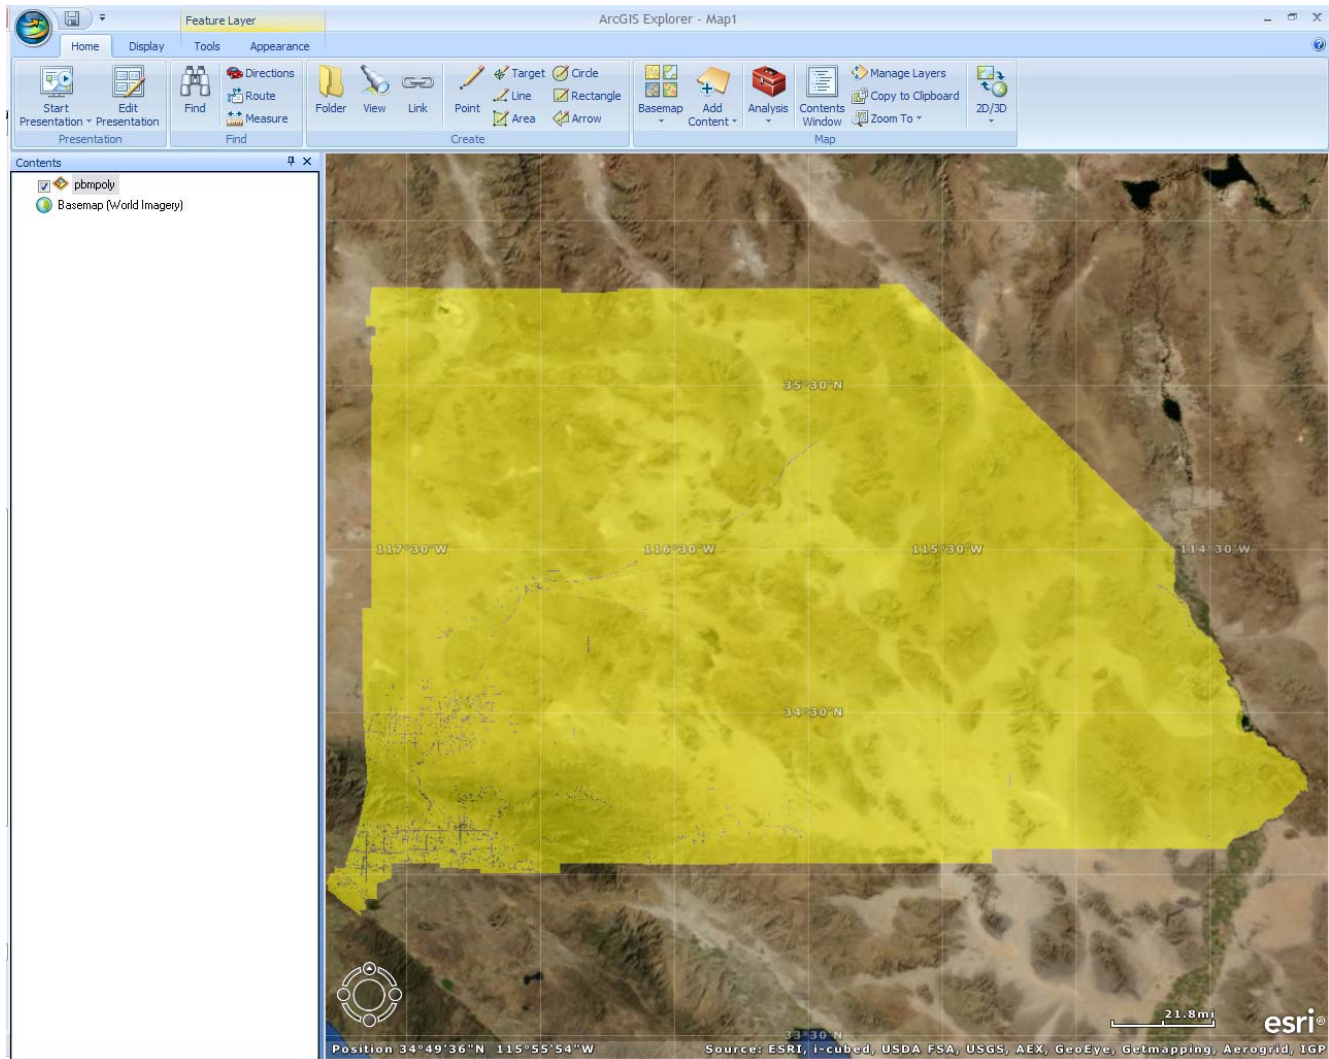 Feature Layer
ArcGIS Explorer - Map1
Home Display Tools Appearance
Start Presentation
Edit Presentation
Presentation
Find
Directions
Route
Measure
Find
Folder
View
Link
Point
Target
Line
Area
Circle
Rectangle
Arrow
Create
Basemap
Add Content
Analysis
Contents Window
Manage Layers
Copy to Clipboard
Zoom To
2D/3D
Map
Contents
pbmpoly
Basemap (World Imagery)
35°30'N
117°30'W 116°30'W 115°30'W 114°30'W
34°30'N
33°30'N
21.8mi
esri
Position 34°49'36"N 115°55'54"W
Source: ESRI, i-cubed, USDA FSA, USGS, AEX, GeoEye, Getmapping, Aerogrid, IGP